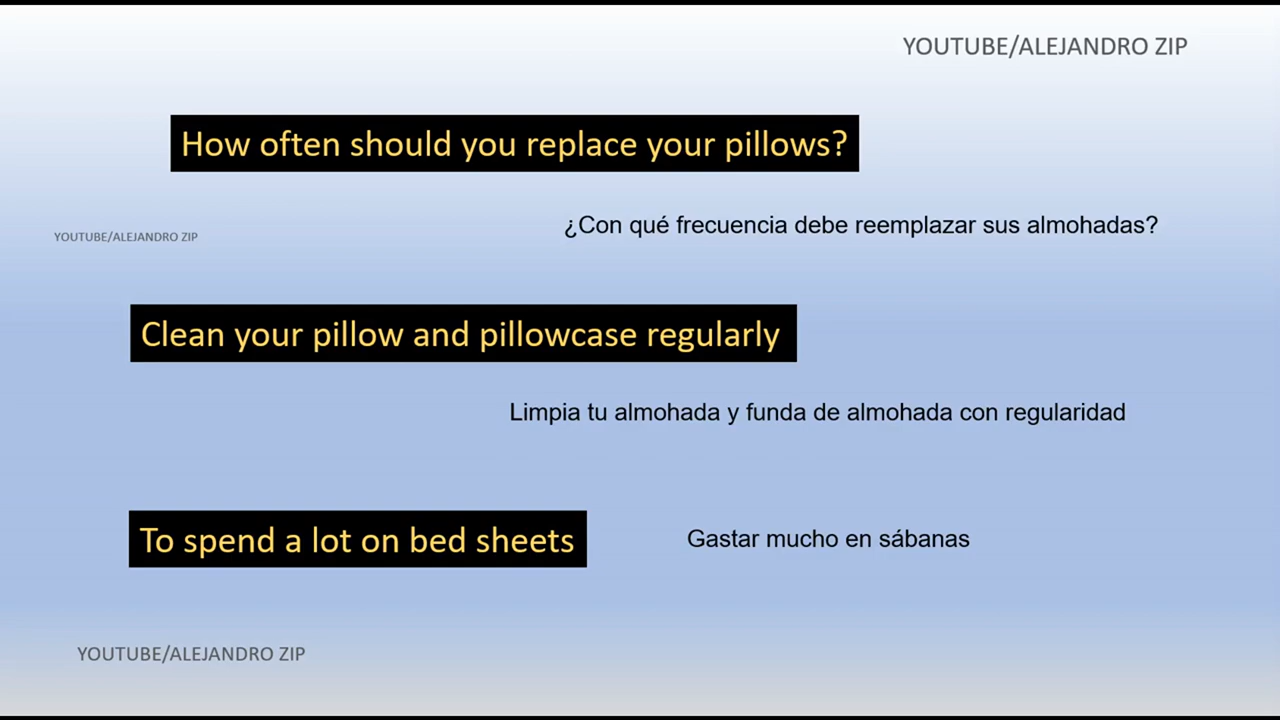 YOUTUBE/ALEJANDRO ZIP
How often should you replace your pillows?
¿Con qué frecuencia debe reemplazar sus almohadas?
YOUTUBE/ALEJANDRO ZIP
Clean your pillow and pillowcase regularly
Limpia tu almohada y funda de almohada con regularidad
To spend a lot on bed sheets
Gastar mucho en sábanas
YOUTUBE/ALEJANDRO ZIP